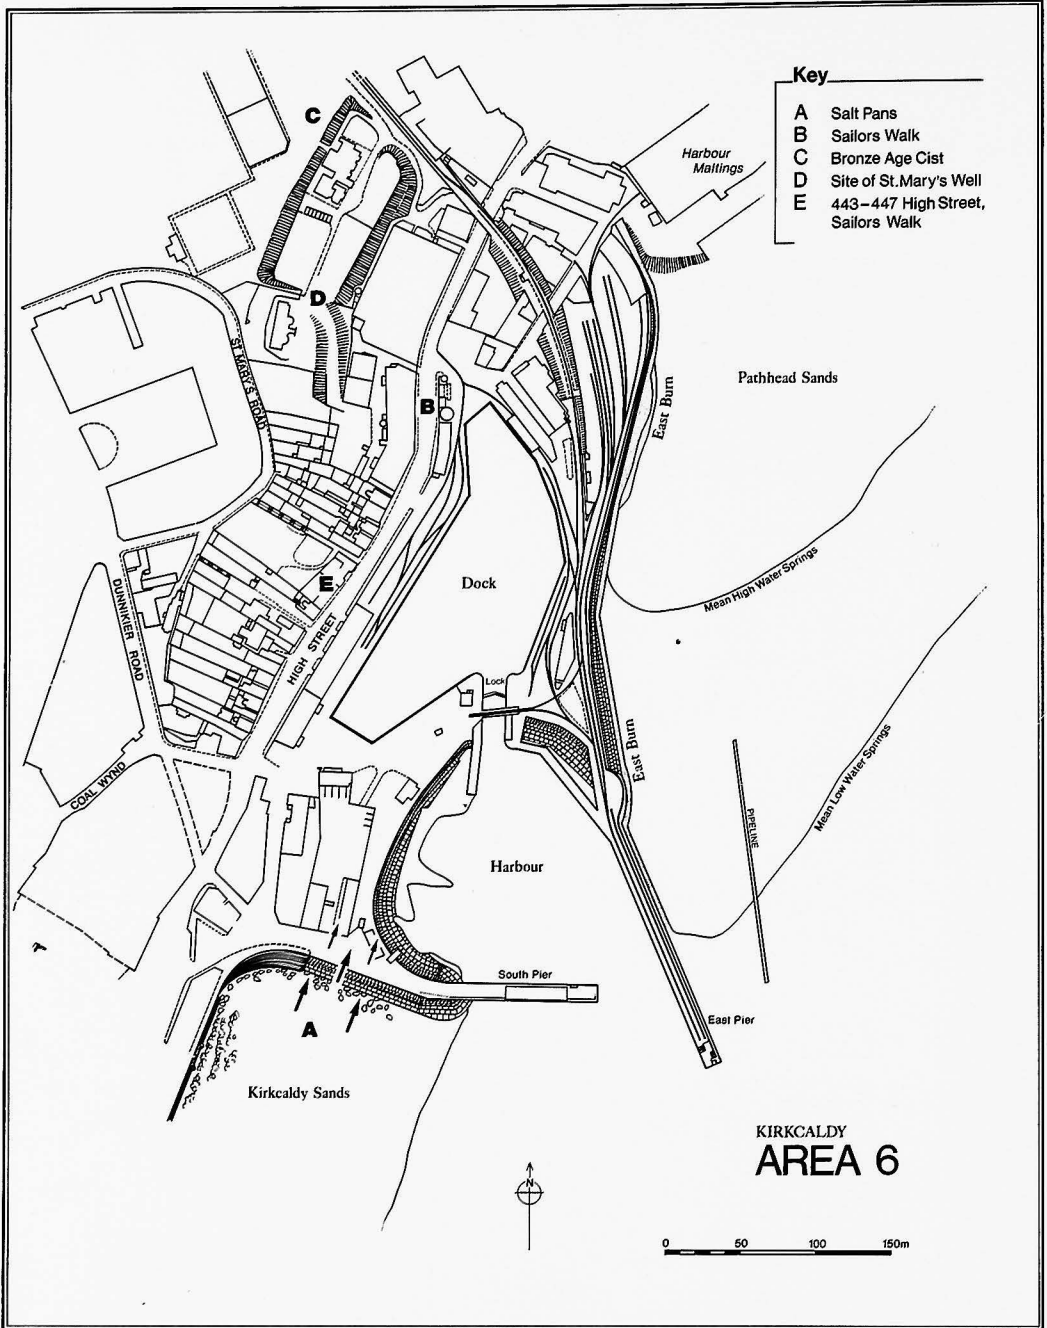 Key
A Salt Pans
B Sailors Walk
C Bronze Age Cist
D Site of St.Mary's Well
E 443–447 High Street,
Sailors Walk
Harbour
Maltings
C
D
ST MARY'S ROAD
B
East Burn
Pathhead Sands
E
Dock
Mean High Water Springs
DUNNIKIER ROAD
HIGH STREET
Lock
East Burn
COAL WYND
Mean Low Water Springs
PIPELINE
Harbour
South Pier
East Pier
A
Kirkcaldy Sands
KIRKCALDY
AREA 6
N
0 50 100 150m